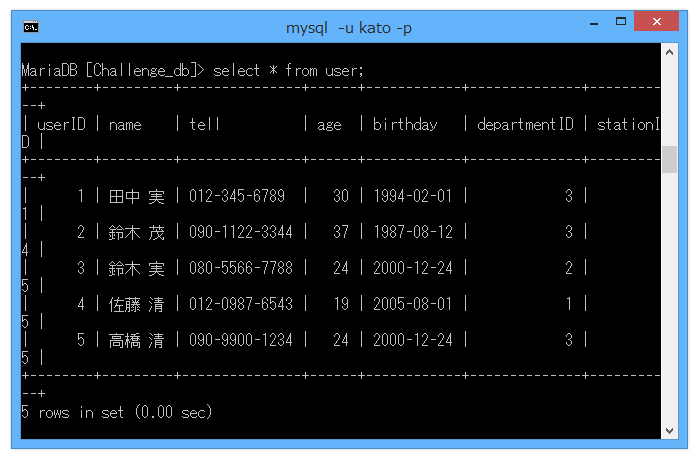 mysql -u kato -p
MariaDB [Challenge_db]> select * from user;
+--------+---------+---------------+------+------------+--------------+---------
--+
| userID | name    | tell          | age  | birthday   | departmentID | stationI
D |
+--------+---------+---------------+------+------------+--------------+---------
--+
|      1 | 田中 実 | 012-345-6789  |   30 | 1994-02-01 |            3 |
1 |
|      2 | 鈴木 茂 | 090-1122-3344 |   37 | 1987-08-12 |            3 |
4 |
|      3 | 鈴木 実 | 080-5566-7788 |   24 | 2000-12-24 |            2 |
5 |
|      4 | 佐藤 清 | 012-0987-6543 |   19 | 2005-08-01 |            1 |
5 |
|      5 | 高橋 清 | 090-9900-1234 |   24 | 2000-12-24 |            3 |
5 |
+--------+---------+---------------+------+------------+--------------+---------
--+
5 rows in set (0.00 sec)